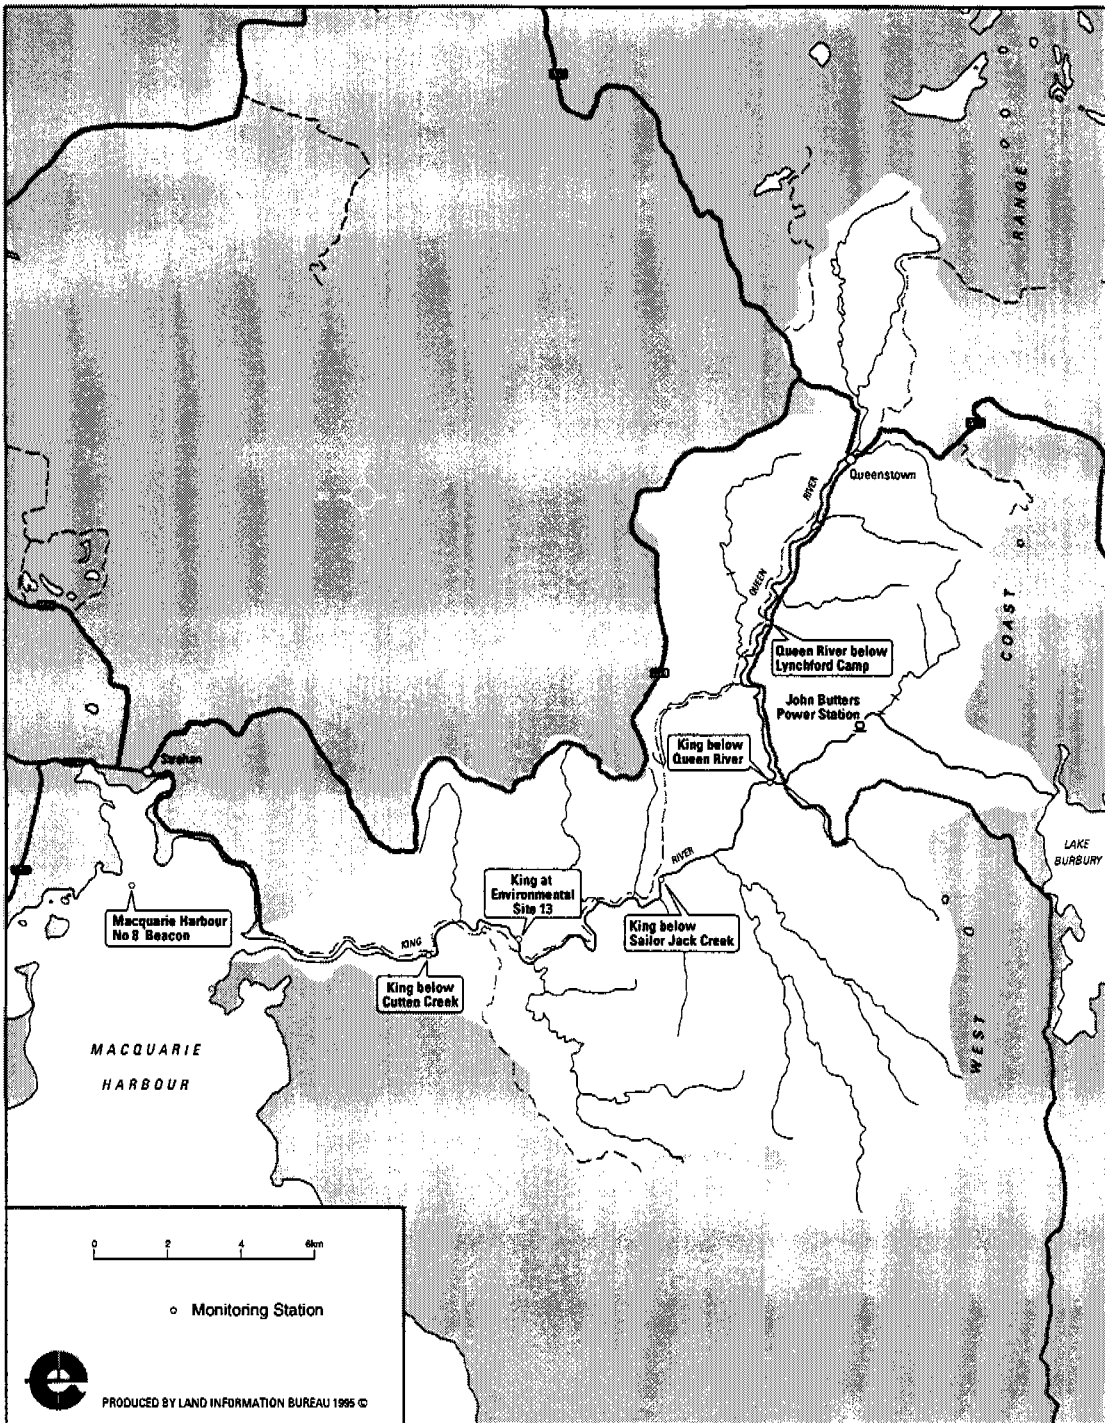 RANGE
RIVER
Queenstown
QUEEN
COAST
Queen River below
Lynchford Camp
John Butters
Power Station
King below
Queen River
Strahan
LAKE
BURBURY
RIVER
King at
Environmental
Site 13
Macquarie Harbour
No 8 Beacon
King below
Sailor Jack Creek
KING
King below
Cutten Creek
WEST
MACQUARIE
HARBOUR
0 2 4 6km
Monitoring Station
e
PRODUCED BY LAND INFORMATION BUREAU 1995 ©